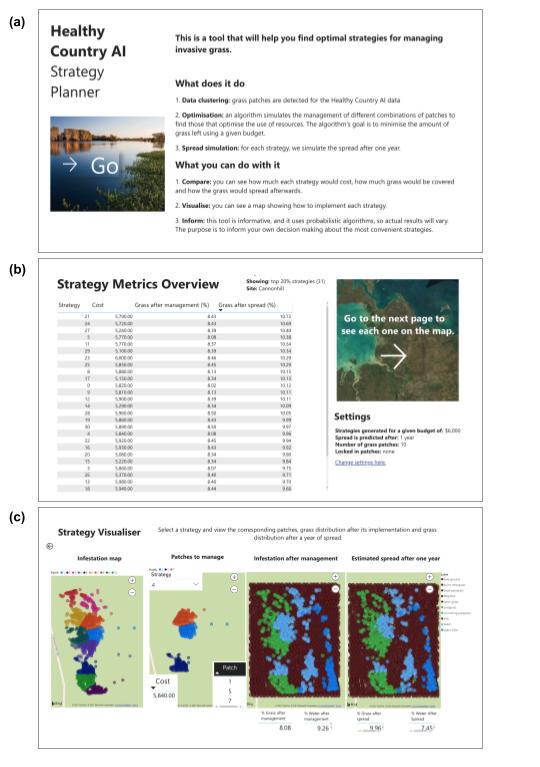 (a)
Healthy
Country AI
Strategy
Planner
Go
This is a tool that will help you find optimal strategies for managing
invasive grass.
What does it do
1. Data clustering: grass patches are detected for the Healthy Country AI data
2. Optimisation: an algorithm simulates the management of different combinations of patches to
find those that optimise the use of resources. The algorithm's goal is to minimise the amount of
grass left using a given budget.
3. Spread simulation: for each strategy, we simulate the spread after one year.
What you can do with it
1. Compare: you can see how much each strategy would cost, how much grass would be covered
and how the grass would spread afterwards.
2. Visualise: you can see a map showing how to implement each strategy.
3. Inform: this tool is informative, and it uses probabilistic algorithms, so actual results will vary.
The purpose is to inform your own decision making about the most convenient strategies.
(b)
Strategy Metrics Overview
Showing: top 20% strategies (31)
Site: Cannonhill
Strategy Cost Grass after management (%) Grass after spread (%)
21 5,790.00 8.43 10.73
24 5,720.00 8.43 10.69
27 5,240.00 8.39 10.40
5 5,770.00 8.08 10.38
11 5,770.00 8.37 10.34
29 5,100.00 8.39 10.34
23 6,000.00 8.46 10.29
25 5,850.00 8.45 10.29
8 5,880.00 8.13 10.15
17 5,150.00 8.34 10.13
0 5,820.00 8.02 10.12
9 5,810.00 8.13 10.11
12 5,900.00 8.39 10.11
14 5,290.00 8.34 10.09
28 5,960.00 8.50 10.05
19 5,860.00 8.43 9.99
30 5,890.00 8.50 9.97
4 5,840.00 8.08 9.96
22 5,920.00 8.45 9.94
16 5,930.00 8.43 9.92
20 5,080.00 8.34 9.90
15 5,220.00 8.34 9.84
3 5,860.00 8.07 9.75
26 5,370.00 8.40 9.71
13 5,980.00 8.40 9.70
18 5,940.00 8.44 9.68
Go to the next page to
see each one on the map.
Settings
Strategies generated for a given budget of: $6,000
Spread is predicted after: 1 year
Number of grass patches: 10
Locked in patches: none
Change settings here.
(c)
Strategy Visualiser
Select a strategy and view the corresponding patches, grass distribution after its implementation and grass
distribution after a year of spread.
Infestation map
Patches to manage
Infestation after management
Estimated spread after one year
Strategy
4
Cost
5,840.00
Patch
1
5
7
% Grass after
management
8.08
% Water after
management
9.26
% Grass after
spread
9.96
% Water After
Spread
7.45